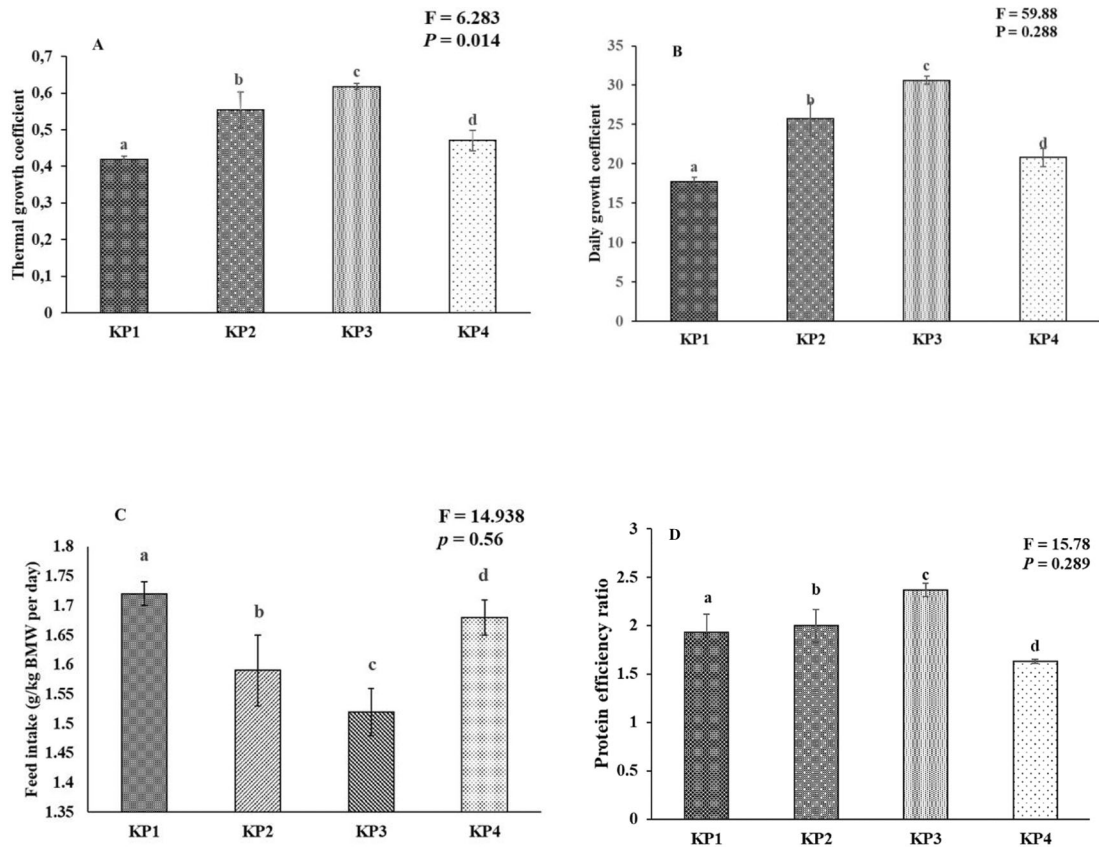 A
F = 6.283
P = 0.014
Thermal growth coefficient
0,7
0,6
0,5
0,4
0,3
0,2
0,1
0
a
b
c
d
KP1 KP2 KP3 KP4
B
F = 59.88
P = 0.288
Daily growth coefficient
35
30
25
20
15
10
5
0
a
b
c
d
KP1 KP2 KP3 KP4
C
F = 14.938
p = 0.56
Feed intake (g/kg BMW per day)
1.8
1.75
1.7
1.65
1.6
1.55
1.5
1.45
1.4
1.35
a
b
c
d
KP1 KP2 KP3 KP4
D
F = 15.78
P = 0.289
Protein efficiency ratio
3
2.5
2
1.5
1
0.5
0
a
b
c
d
KP1 KP2 KP3 KP4